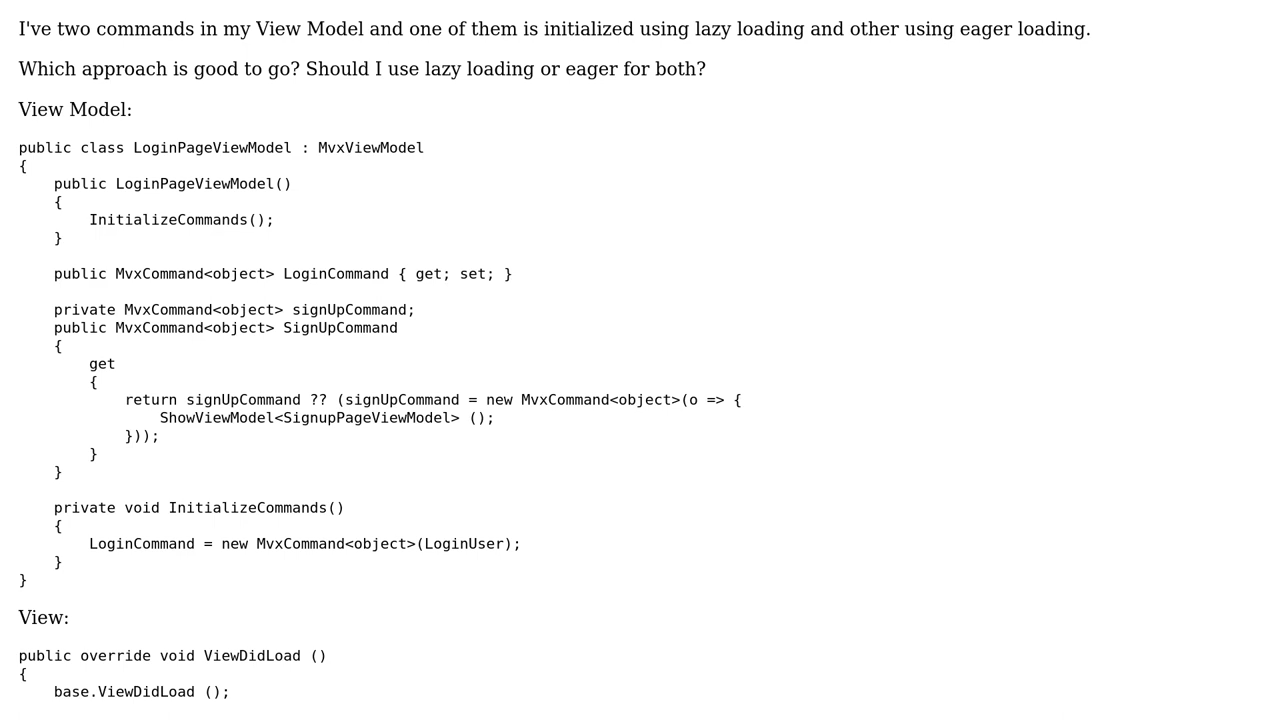 I've two commands in my View Model and one of them is initialized using lazy loading and other using eager loading.
Which approach is good to go? Should I use lazy loading or eager for both?
View Model:
public class LoginPageViewModel : MvxViewModel
{
    public LoginPageViewModel()
    {
        InitializeCommands();
    }

    public MvxCommand<object> LoginCommand { get; set; }

    private MvxCommand<object> signUpCommand;
    public MvxCommand<object> SignUpCommand
    {
        get
        {
            return signUpCommand ?? (signUpCommand = new MvxCommand<object>(o => {
                ShowViewModel<SignupPageViewModel> ();
            }));
        }
    }

    private void InitializeCommands()
    {
        LoginCommand = new MvxCommand<object>(LoginUser);
    }
}
View:
public override void ViewDidLoad ()
{
    base.ViewDidLoad ();